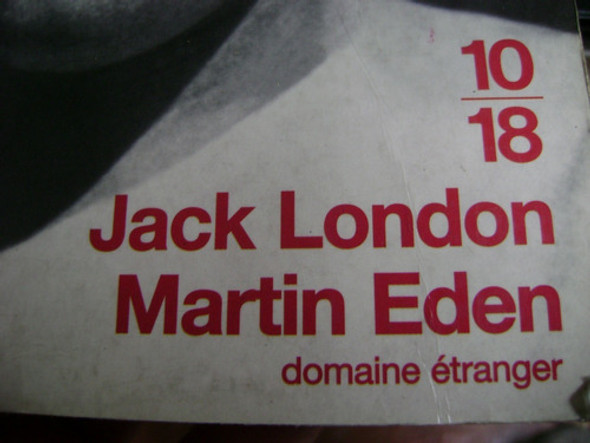 10
18
Jack London
Martin Eden
domaine étranger